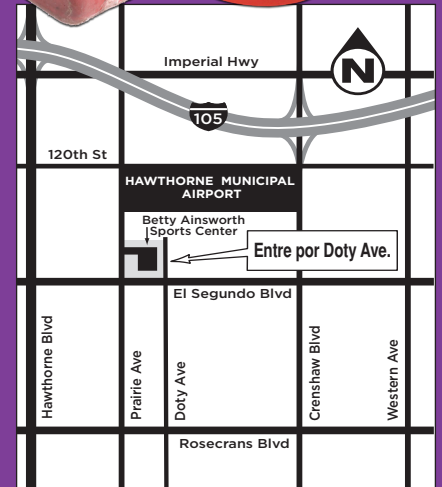 Imperial Hwy
N
105
120th St
HAWTHORNE MUNICIPAL
AIRPORT
Betty Ainsworth
Sports Center
Entre por Doty Ave.
El Segundo Blvd
Hawthorne Blvd
Prairie Ave
Doty Ave
Crenshaw Blvd
Western Ave
Rosecrans Blvd